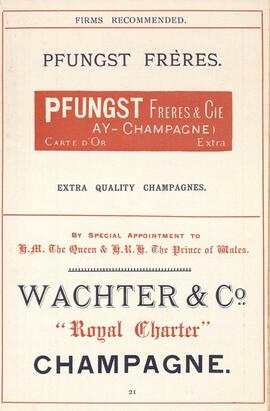 FIRMS RECOMMENDED.
PFUNGST FRÈRES.
PFUNGST FRERES & CIE
AY-CHAMPAGNE)
CARTE D'OR Extra
EXTRA QUALITY CHAMPAGNES.
BY SPECIAL APPOINTMENT TO
H.M. The Queen & H.R.H. The Prince of Wales.
WACHTER & Co.
"Royal Charter"
CHAMPAGNE.
21